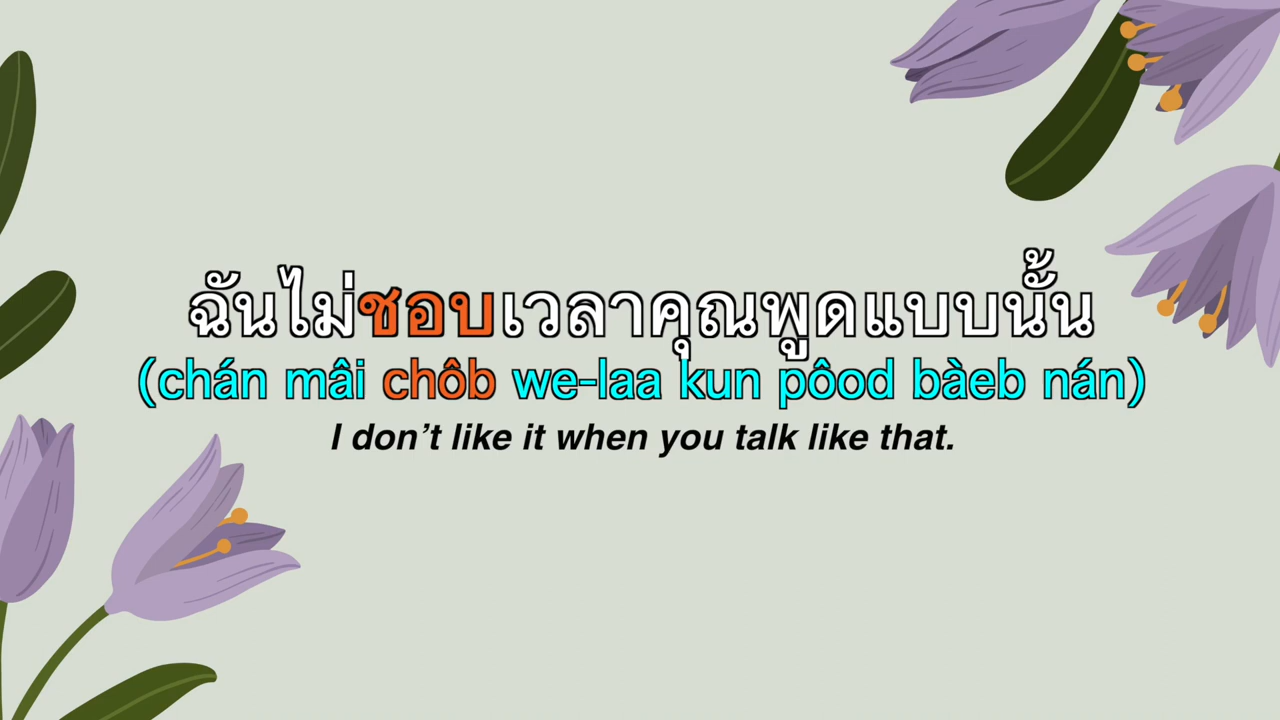 ฉันไม่ชอบเวลาคุณพูดแบบนั้น
(chán mâi chôb we-laa kun pôod bàeb nán)
I don’t like it when you talk like that.